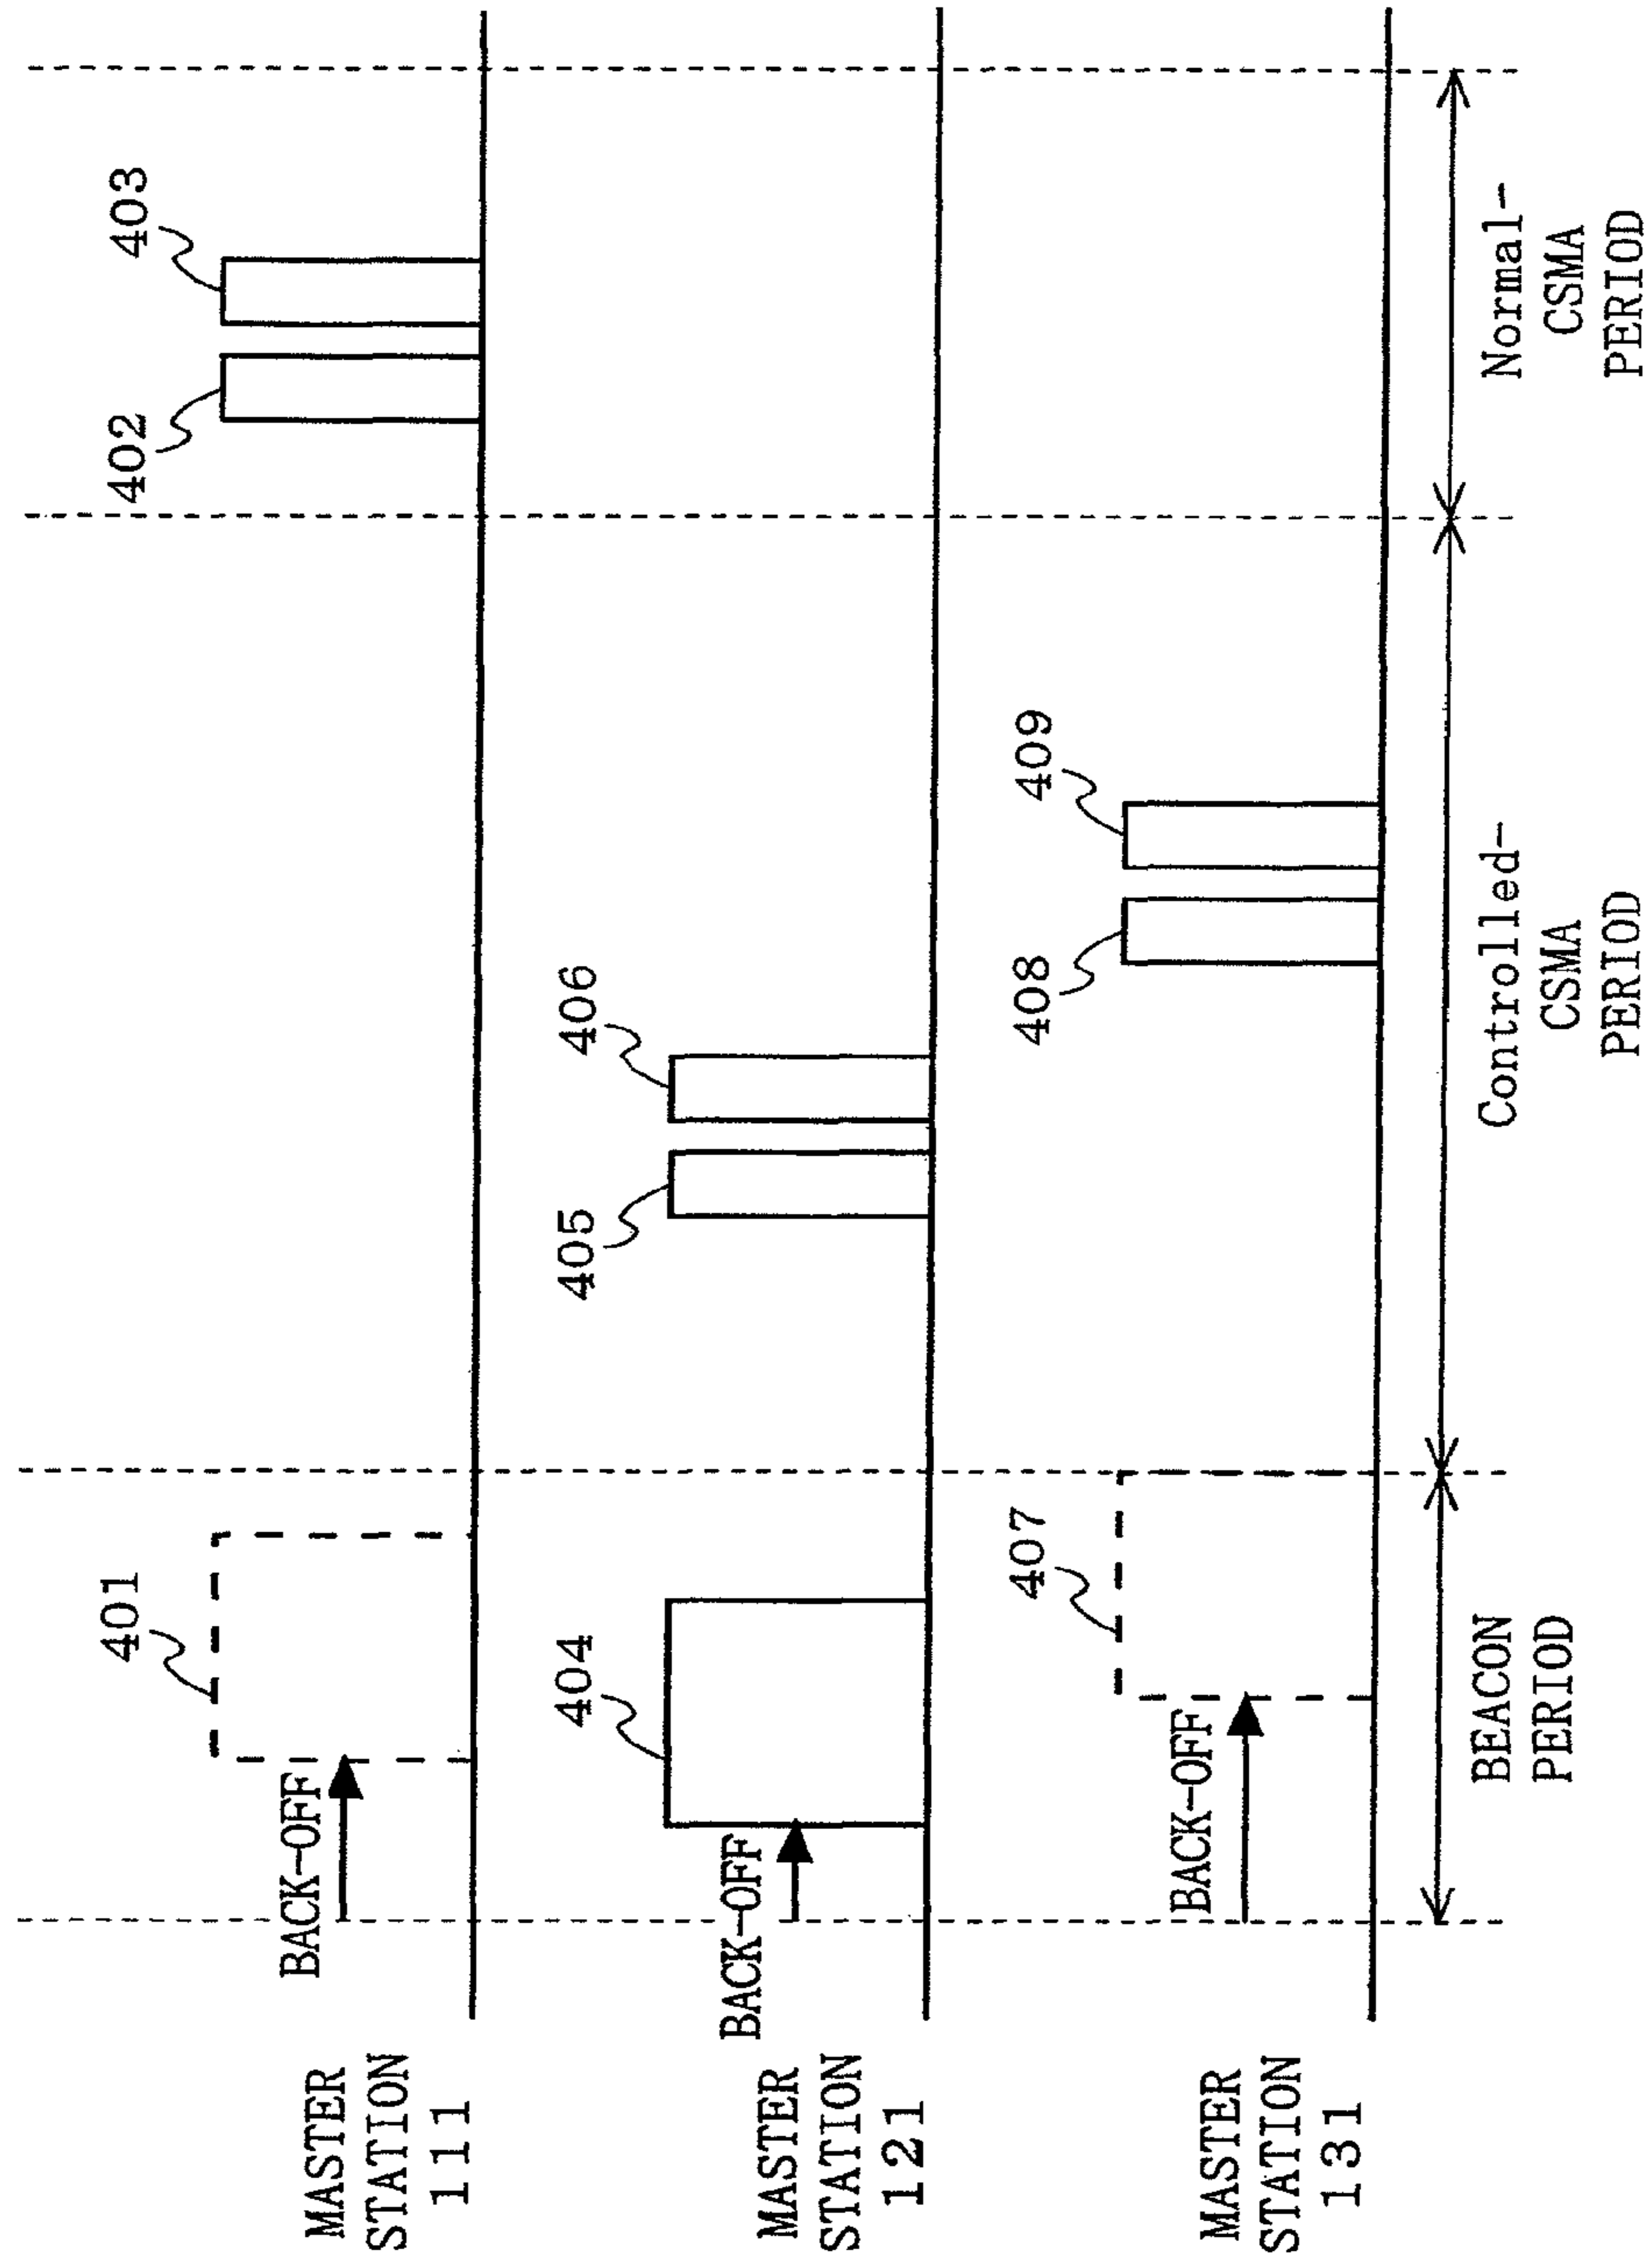 MASTER
STATION
111
BACK-OFF
401
402
403
MASTER
STATION
121
BACK-OFF
404
405
406
MASTER
STATION
131
BACK-OFF
407
408
409
BEACON
PERIOD
Controlled-
CSMA
PERIOD
Normal-
CSMA
PERIOD